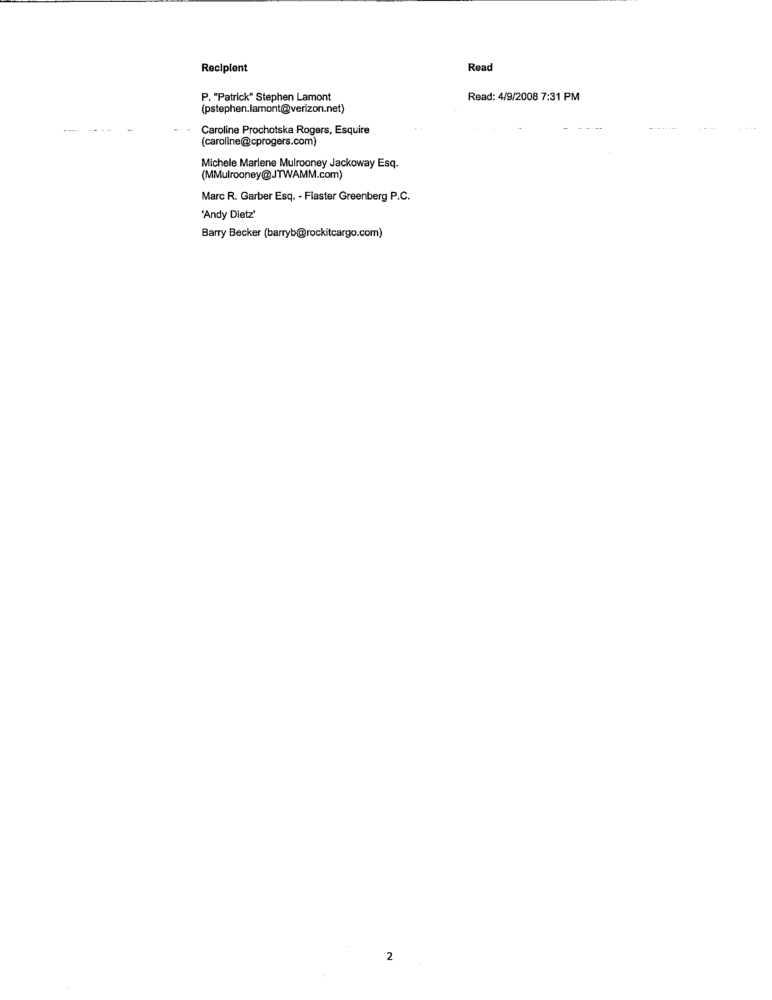 Recipient Read
P. "Patrick" Stephen Lamont Read: 4/9/2008 7:31 PM
(pstephen.lamont@verizon.net)
Caroline Prochotska Rogers, Esquire
(caroline@cprogers.com)
Michele Marlene Mulrooney Jackoway Esq.
(MMulrooney@JTWAMM.com)
Marc R. Garber Esq. - Flaster Greenberg P.C.
'Andy Dietz'
Barry Becker (barryb@rockitcargo.com)
2